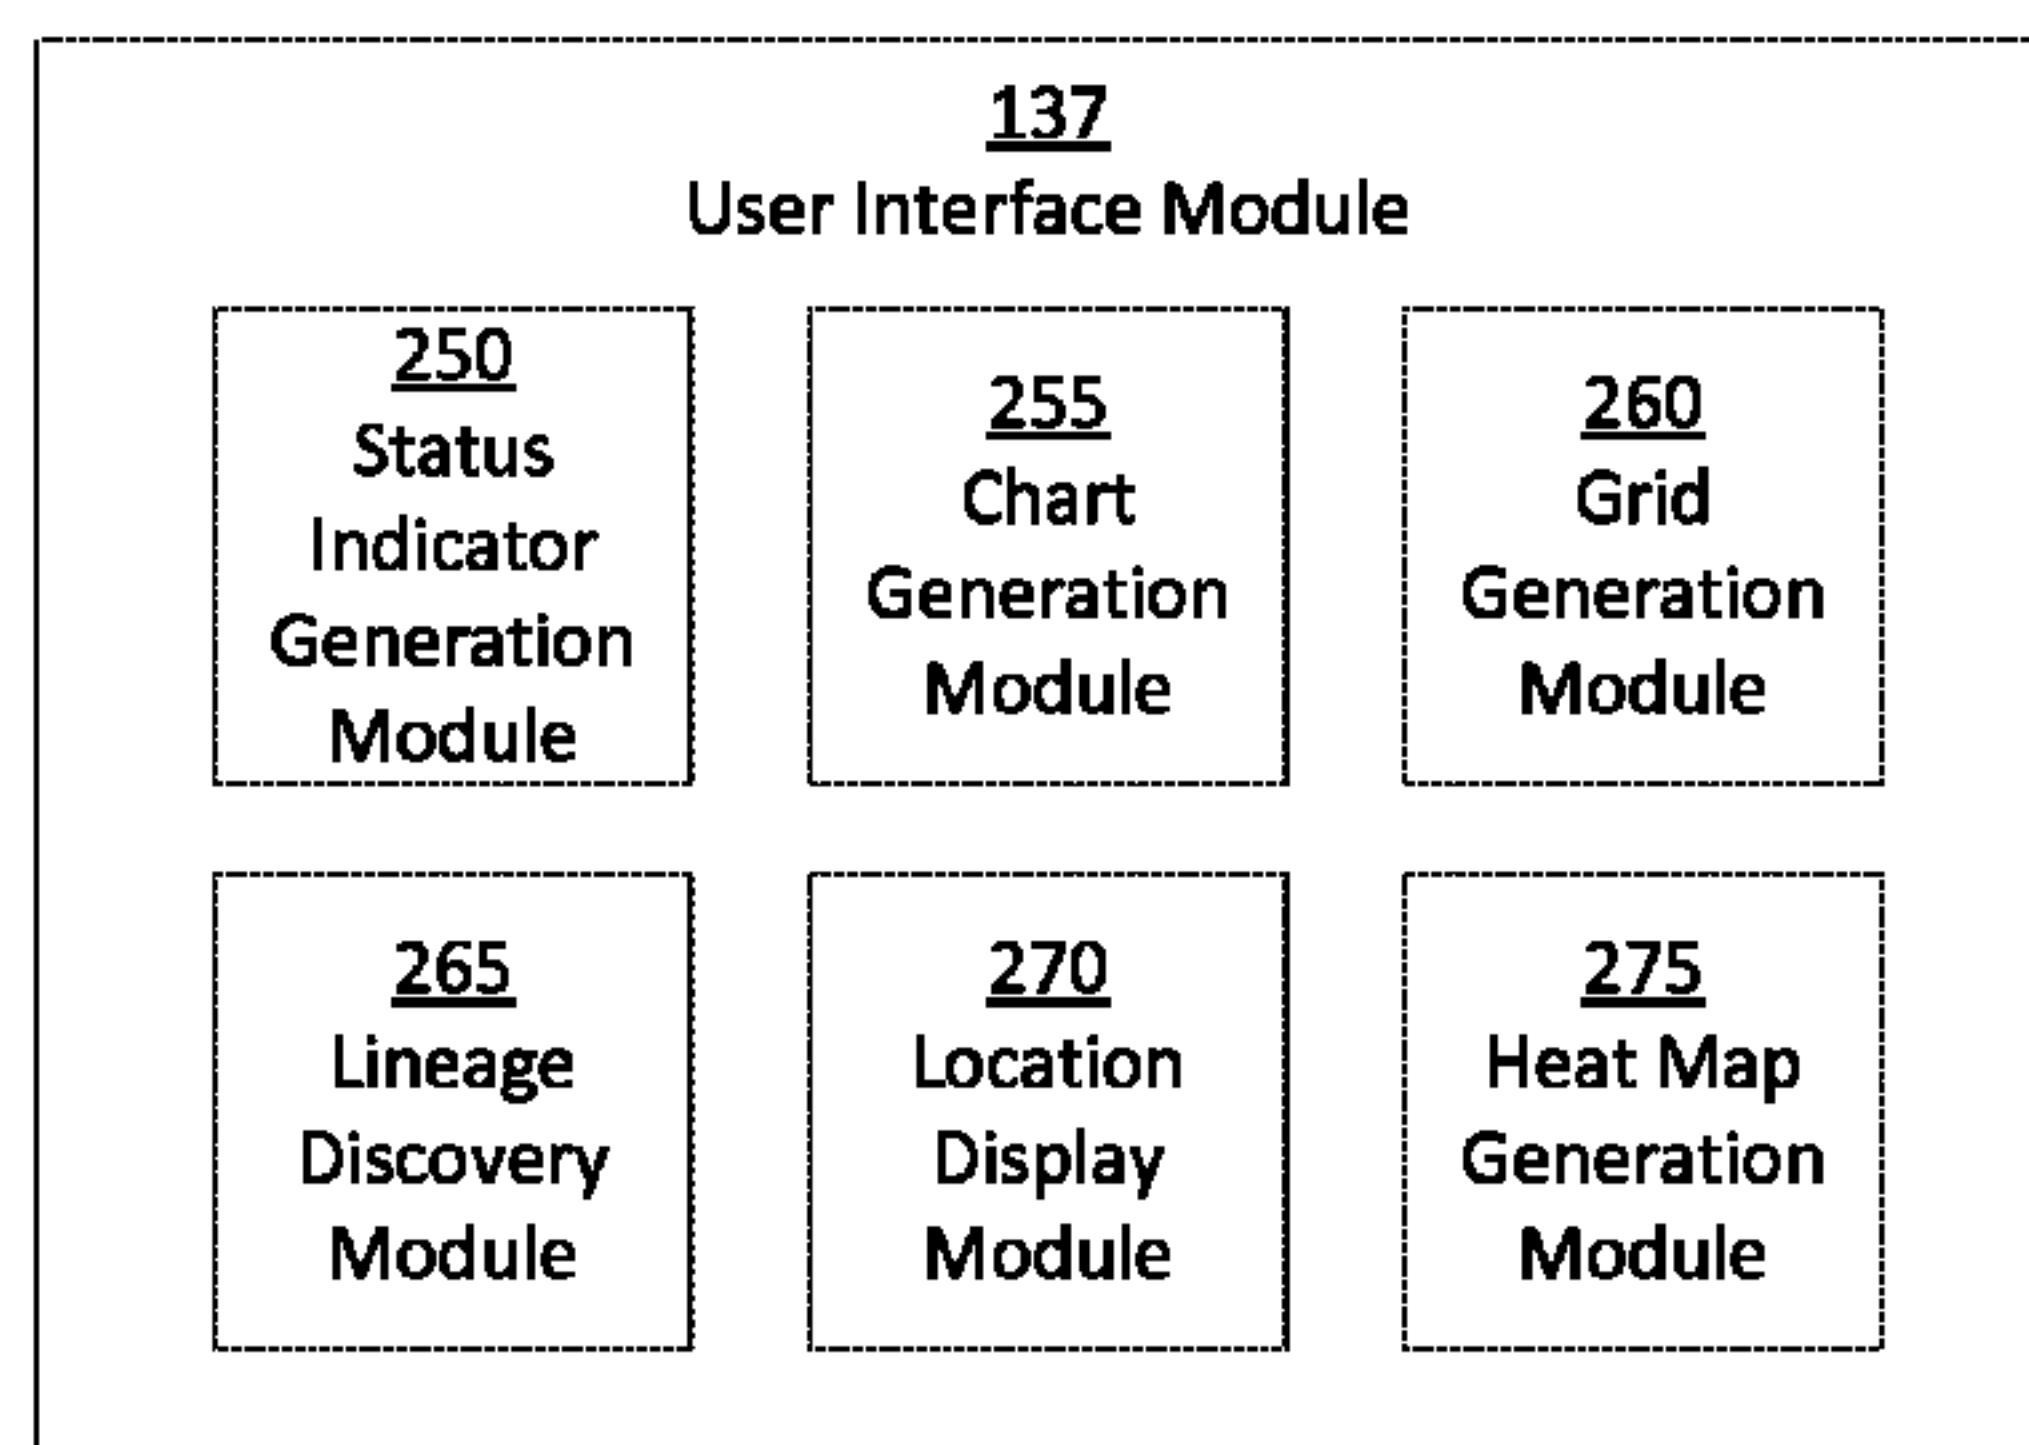 137
User Interface Module
250
Status
Indicator
Generation
Module
255
Chart
Generation
Module
260
Grid
Generation
Module
265
Lineage
Discovery
Module
270
Location
Display
Module
275
Heat Map
Generation
Module